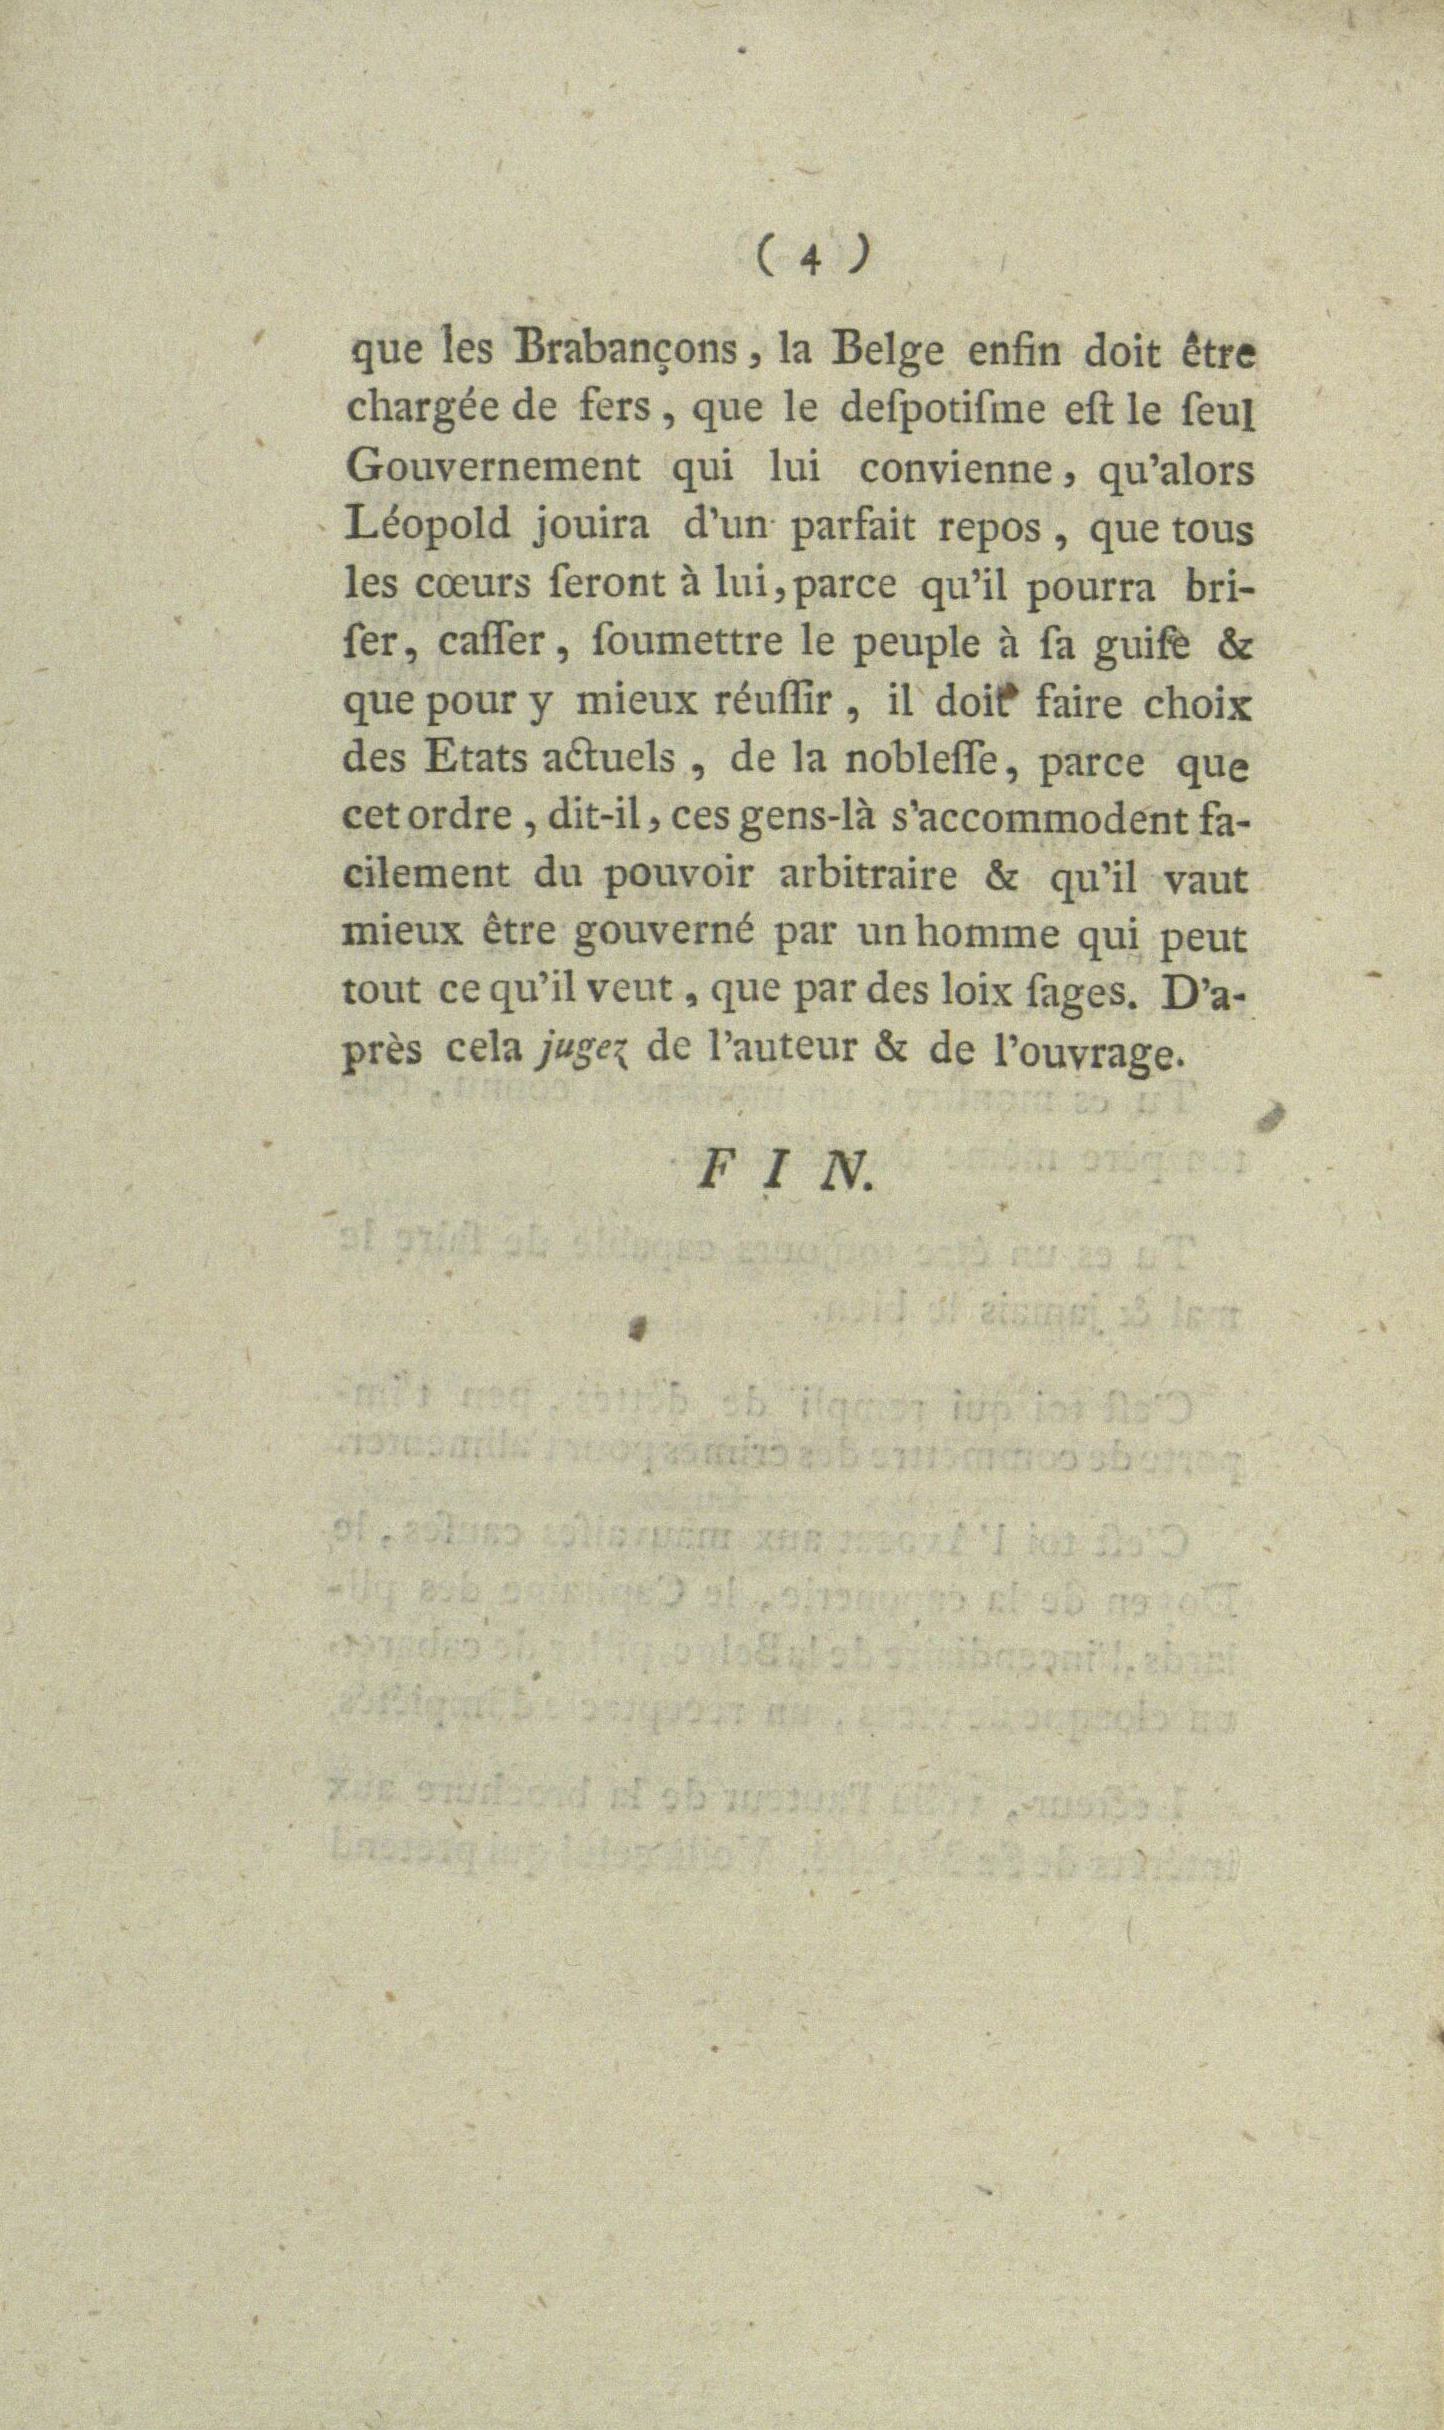 ( 4 )
que les Brabançons, la Belge enfin doit être
chargée de fers, que le deſpotiſme eſt le ſeul
Gouvernement qui lui convienne, qu'alors
Léopold jouira d'un parfait repos, que tous
les cœurs ſeront à lui, parce qu'il pourra bri-
ſer, caſſer, ſoumettre le peuple à ſa guiſe &
que pour y mieux réuſſir, il doit faire choix
des Etats actuels, de la nobleſſe, parce que
cet ordre, dit-il, ces gens-là s'accommodent fa-
cilement du pouvoir arbitraire & qu'il vaut
mieux être gouverné par un homme qui peut
tout ce qu'il veut, que par des loix ſages. D'a-
près cela jugez de l'auteur & de l'ouvrage.
F I N.